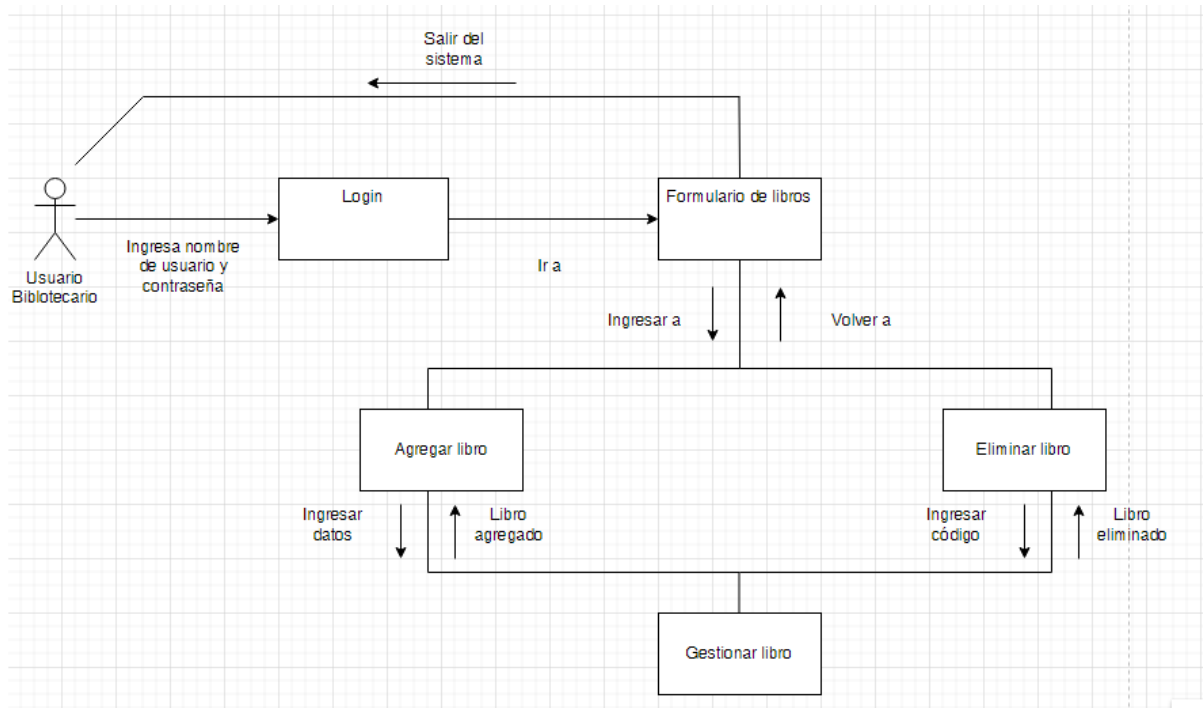 Salir del
sistema
Login
Formulario de libros
Ingresa nombre
de usuario y
contraseña
Ir a
Usuario
Biblotecario
Ingresar a
Volver a
Agregar libro
Eliminar libro
Ingresar
datos
Libro
agregado
Ingresar
código
Libro
eliminado
Gestionar libro